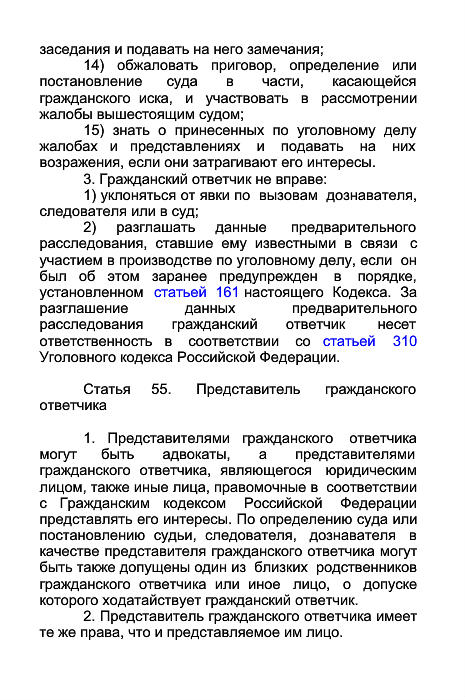 заседания и подавать на него замечания;
14) обжаловать приговор, определение или
постановление суда в части, касающейся
гражданского иска, и участвовать в рассмотрении
жалобы вышестоящим судом;
15) знать о принесенных по уголовному делу
жалобах и представлениях и подавать на них
возражения, если они затрагивают его интересы.
3. Гражданский ответчик не вправе:
1) уклоняться от явки по вызовам дознавателя,
следователя или в суд;
2) разглашать данные предварительного
расследования, ставшие ему известными в связи с
участием в производстве по уголовному делу, если он
был об этом заранее предупрежден в порядке,
установленном статьей 161 настоящего Кодекса. За
разглашение данных предварительного
расследования гражданский ответчик несет
ответственность в соответствии со статьей 310
Уголовного кодекса Российской Федерации.
Статья 55. Представитель гражданского
ответчика
1. Представителями гражданского ответчика
могут быть адвокаты, а представителями
гражданского ответчика, являющегося юридическим
лицом, также иные лица, правомочные в соответствии
с Гражданским кодексом Российской Федерации
представлять его интересы. По определению суда или
постановлению судьи, следователя, дознавателя в
качестве представителя гражданского ответчика могут
быть также допущены один из близких родственников
гражданского ответчика или иное лицо, о допуске
которого ходатайствует гражданский ответчик.
2. Представитель гражданского ответчика имеет
те же права, что и представляемое им лицо.